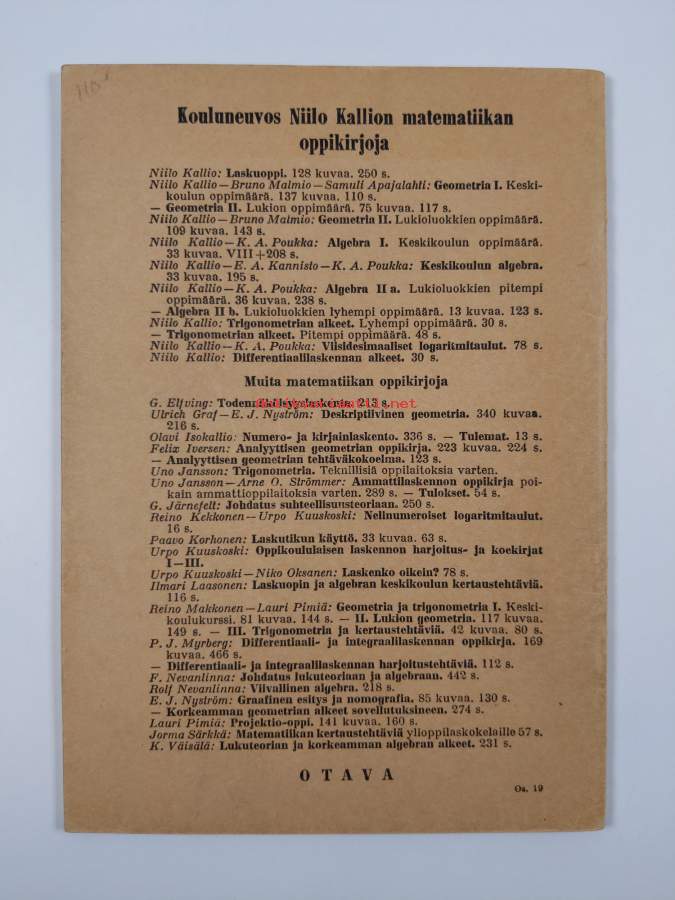 110
Kouluneuvos Niilo Kallion matematiikan
oppikirjoja
Niilo Kallio: Laskuoppi. 128 kuvaa. 250 s.
Niilo Kallio—Bruno Malmio—Samuli Apajalahti: Geometria I. Keski-
koulun oppimäärä. 137 kuvaa. 110 s.
— Geometria II. Lukion oppimäärä. 75 kuvaa. 117 s.
Niilo Kallio—Bruno Malmio: Geometria II. Lukioluokkien oppimäärä.
109 kuvaa. 143 s.
Niilo Kallio—K. A. Poukka: Algebra I. Keskikoulun oppimäärä.
33 kuvaa. VIII+208 s.
Niilo Kallio—E. A. Kannisto—K. A. Poukka: Keskikoulun algebra.
33 kuvaa. 195 s.
Niilo Kallio—K. A. Poukka: Algebra II a. Lukioluokkien pitempi
oppimäärä. 36 kuvaa. 238 s.
— Algebra II b. Lukioluokkien lyhempi oppimäärä. 13 kuvaa. 123 s.
Niilo Kallio: Trigonometrian alkeet. Lyhempi oppimäärä. 30 s.
— Trigonometrian alkeet. Pitempi oppimäärä. 48 s.
Niilo Kallio—K. A. Poukka: Viisidesimaaliset logaritmitaulut. 78 s.
Niilo Kallio: Differentiaalilaskennan alkeet. 30 s.
Muita matematiikan oppikirjoja
G. Elfving: Todennäköisyyslaskenta. 213 s.
Ulrich Graf—E. J. Nyström: Deskriptiivinen geometria. 340 kuvaa.
216 s.
Olavi Isokallio: Numero- ja kirjainlaskento. 336 s. — Tulemat. 13 s.
Felix Iversen: Analyyttisen geometrian oppikirja. 223 kuvaa. 224 s.
— Analyyttisen geometrian tehtäväkokoelma. 123 s.
Uno Jansson: Trigonometria. Teknillisiä oppilaitoksia varten.
Uno Jansson—Arne O. Strömmer: Ammattilaskennon oppikirja poi-
kain ammattioppilaitoksia varten. 289 s. — Tulokset. 54 s.
G. Järnefelt: Johdatus suhteellisuusteoriaan. 250 s.
Reino Kekkonen—Urpo Kuuskoski: Nelinumeroiset logaritmitaulut.
16 s.
Paavo Korhonen: Laskutikun käyttö. 33 kuvaa. 63 s.
Urpo Kuuskoski: Oppikoululaisen laskennon harjoitus- ja koekirjat
I—III.
Urpo Kuuskoski—Niko Oksanen: Laskenko oikein? 78 s.
Ilmari Laasonen: Laskuopin ja algebran keskikoulun kertaustehtäviä.
116 s.
Reino Makkonen—Lauri Pimiä: Geometria ja trigonometria I. Keski-
koulukurssi. 81 kuvaa. 144 s. — II. Lukion geometria. 117 kuvaa.
149 s. — III. Trigonometria ja kertaustehtäviä. 42 kuvaa. 80 s.
P. J. Myrberg: Differentiaali- ja integraalilaskennan oppikirja. 169
kuvaa. 466 s.
— Differentiaali- ja integraalilaskennan harjoitustehtäviä. 112 s.
F. Nevanlinna: Johdatus lukuteoriaan ja algebraan. 442 s.
Rolf Nevanlinna: Viivallinen algebra. 218 s.
E. J. Nyström: Graafinen esitys ja nomografia. 85 kuvaa. 130 s.
— Korkeamman geometrian alkeet sovellutuksineen. 274 s.
Lauri Pimiä: Projektio-oppi. 141 kuvaa. 160 s.
Jorma Särkkä: Matematiikan kertaustehtäviä ylioppilaskokelaille 57 s.
K. Väisälä: Lukuteorian ja korkeamman algebran alkeet. 231 s.
OTAVA
Os. 19